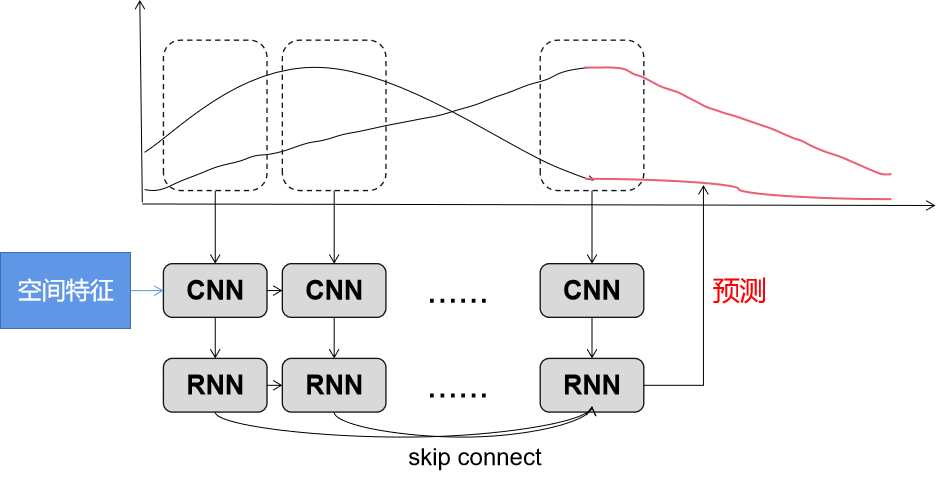 空间特征
CNN
CNN
......
CNN
预测
RNN
RNN
......
RNN
skip connect